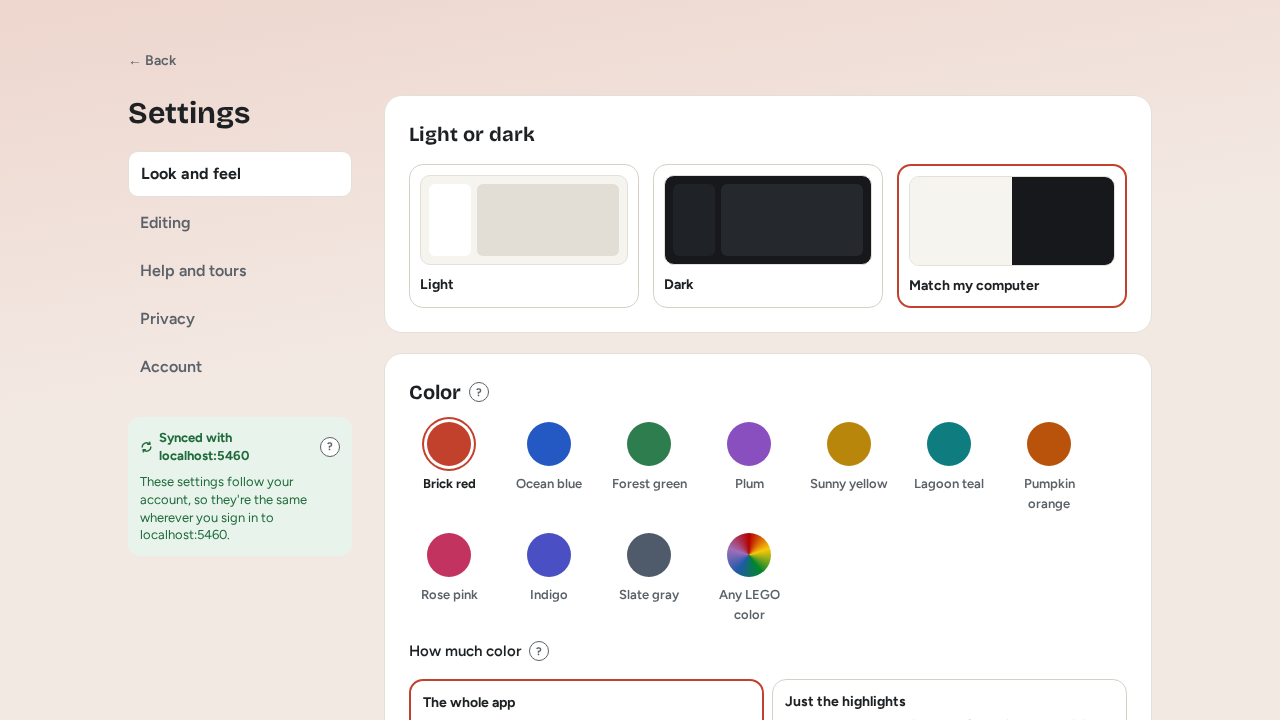 ← Back
Settings
Look and feel
Editing
Help and tours
Privacy
Account
Synced with
localhost:5460
?
These settings follow your
account, so they're the same
wherever you sign in to
localhost:5460.
Light or dark
Light
Dark
Match my computer
Color ?
Brick red
Ocean blue
Forest green
Plum
Sunny yellow
Lagoon teal
Pumpkin
orange
Rose pink
Indigo
Slate gray
Any LEGO
color
How much color ?
The whole app
Just the highlights